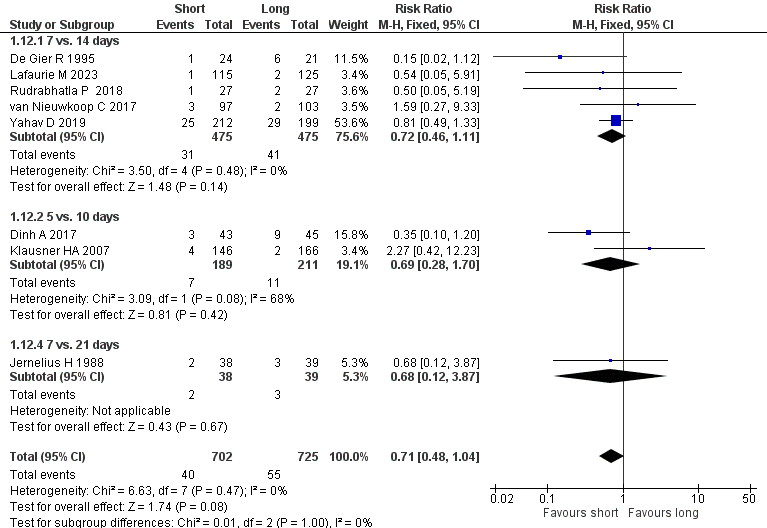 Short Long Risk Ratio Risk Ratio
Study or Subgroup Events Total Events Total Weight M-H, Fixed, 95% CI M-H, Fixed, 95% CI
1.12.1 7 vs. 14 days
De Gier R 1995 1 24 6 21 11.5% 0.15 [0.02, 1.12]
Lafaurie M 2023 1 115 2 125 3.4% 0.54 [0.05, 5.91]
Rudrabhatla P 2018 1 27 2 27 3.6% 0.50 [0.05, 5.19]
van Nieuwkoop C 2017 3 97 2 103 3.5% 1.59 [0.27, 9.33]
Yahav D 2019 25 212 29 199 53.6% 0.81 [0.49, 1.33]
Subtotal (95% CI) 475 475 75.6% 0.72 [0.46, 1.11]
Total events 31 41
Heterogeneity: Chi² = 3.50, df = 4 (P = 0.48); I² = 0%
Test for overall effect: Z = 1.48 (P = 0.14)
1.12.2 5 vs. 10 days
Dinh A 2017 3 43 9 45 15.8% 0.35 [0.10, 1.20]
Klausner HA 2007 4 146 2 166 3.4% 2.27 [0.42, 12.23]
Subtotal (95% CI) 189 211 19.1% 0.69 [0.28, 1.70]
Total events 7 11
Heterogeneity: Chi² = 3.09, df = 1 (P = 0.08); I² = 68%
Test for overall effect: Z = 0.81 (P = 0.42)
1.12.4 7 vs. 21 days
Jernelius H 1988 2 38 3 39 5.3% 0.68 [0.12, 3.87]
Subtotal (95% CI) 38 39 5.3% 0.68 [0.12, 3.87]
Total events 2 3
Heterogeneity: Not applicable
Test for overall effect: Z = 0.43 (P = 0.67)
Total (95% CI) 702 725 100.0% 0.71 [0.48, 1.04]
Total events 40 55
Heterogeneity: Chi² = 6.63, df = 7 (P = 0.47); I² = 0%
Test for overall effect: Z = 1.74 (P = 0.08)
Test for subgroup differences: Chi² = 0.01, df = 2 (P = 1.00), I² = 0%
0.02 0.1 1 10 50
Favours short Favours long